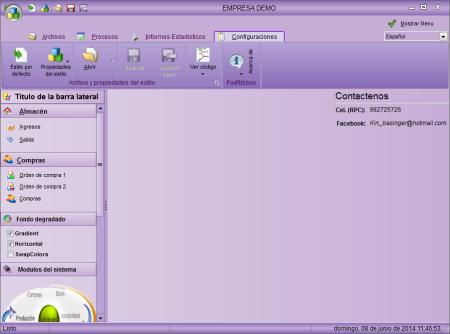 EMPRESA DEMO
Mostrar Menu
Archivos
Procesos
Informes Estadisticos
Configuraciones
Español
Estilo por defecto
Propiedades del estilo
Abrir
Guardar
Ver código
Acerca de
Archivo y propiedades del estilo
FoxRibbon
Titulo de la barra lateral
Almacén
Ingresos
Salida
Compras
Orden de compra 1
Orden de compra 2
Compras
Fondo degradado
Gradient
Horizontal
SwapColors
Modulos del sistema
Compras
Stock
Producción
Contabilidad
Contactenos
Cel. (RPC): 982725726
Facebook: Kin_basinger@hotmail.com
Listo
domingo, 08 de junio de 2014 11:46:53